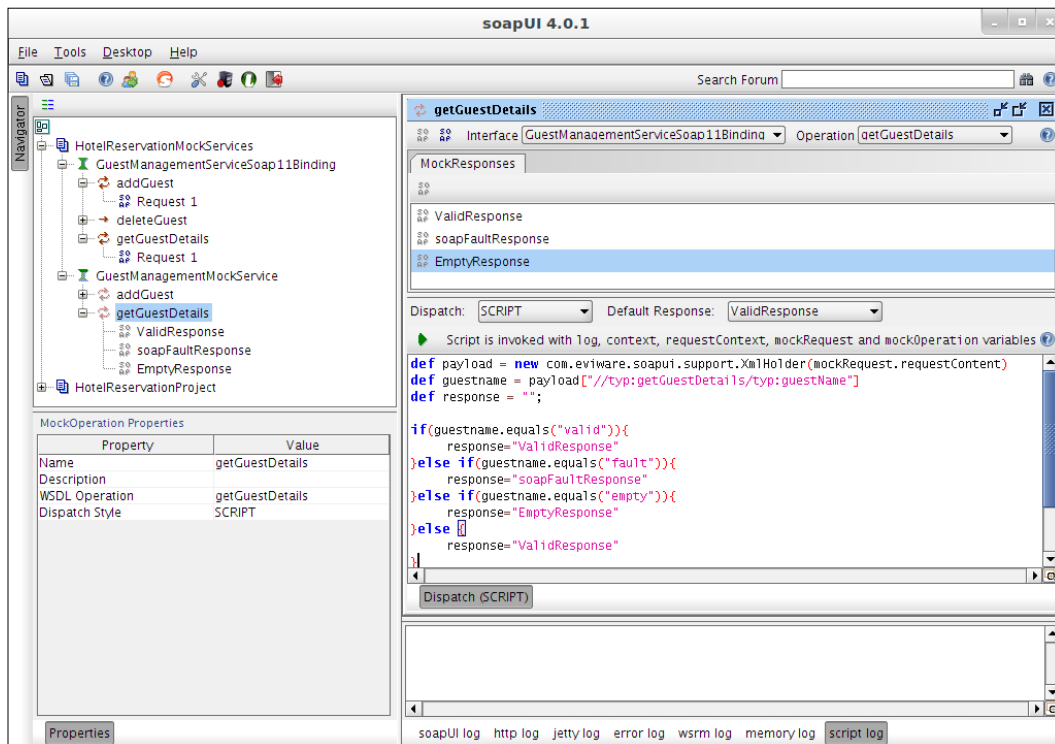 soapUI 4.0.1
File Tools Desktop Help
Search Forum
Navigator
HotelReservationMockServices
GuestManagementServiceSoap11Binding
addGuest
Request 1
deleteGuest
getGuestDetails
Request 1
GuestManagementMockService
addGuest
getGuestDetails
ValidResponse
soapFaultResponse
EmptyResponse
HotelReservationProject
MockOperation Properties
Property Value
Name getGuestDetails
Description
WSDL Operation getGuestDetails
Dispatch Style SCRIPT
Properties
getGuestDetails
Interface GuestManagementServiceSoap11Binding Operation getGuestDetails
MockResponses
ValidResponse
soapFaultResponse
EmptyResponse
Dispatch: SCRIPT Default Response: ValidResponse
Script is invoked with log, context, requestContext, mockRequest and mockOperation variables
def payload = new com.eviware.soapui.support.XmlHolder(mockRequest.requestContent)
def guestname = payload["//typ:getGuestDetails/typ:guestName"]
def response = "";
if(guestname.equals("valid")){
response="ValidResponse"
}else if(guestname.equals("fault")){
response="soapFaultResponse"
}else if(guestname.equals("empty")){
response="EmptyResponse"
}else {
response="ValidResponse"
}
Dispatch (SCRIPT)
soapUI log http log jetty log error log wsrm log memory log script log